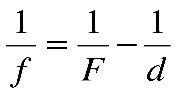 1/f = 1/F − 1/d